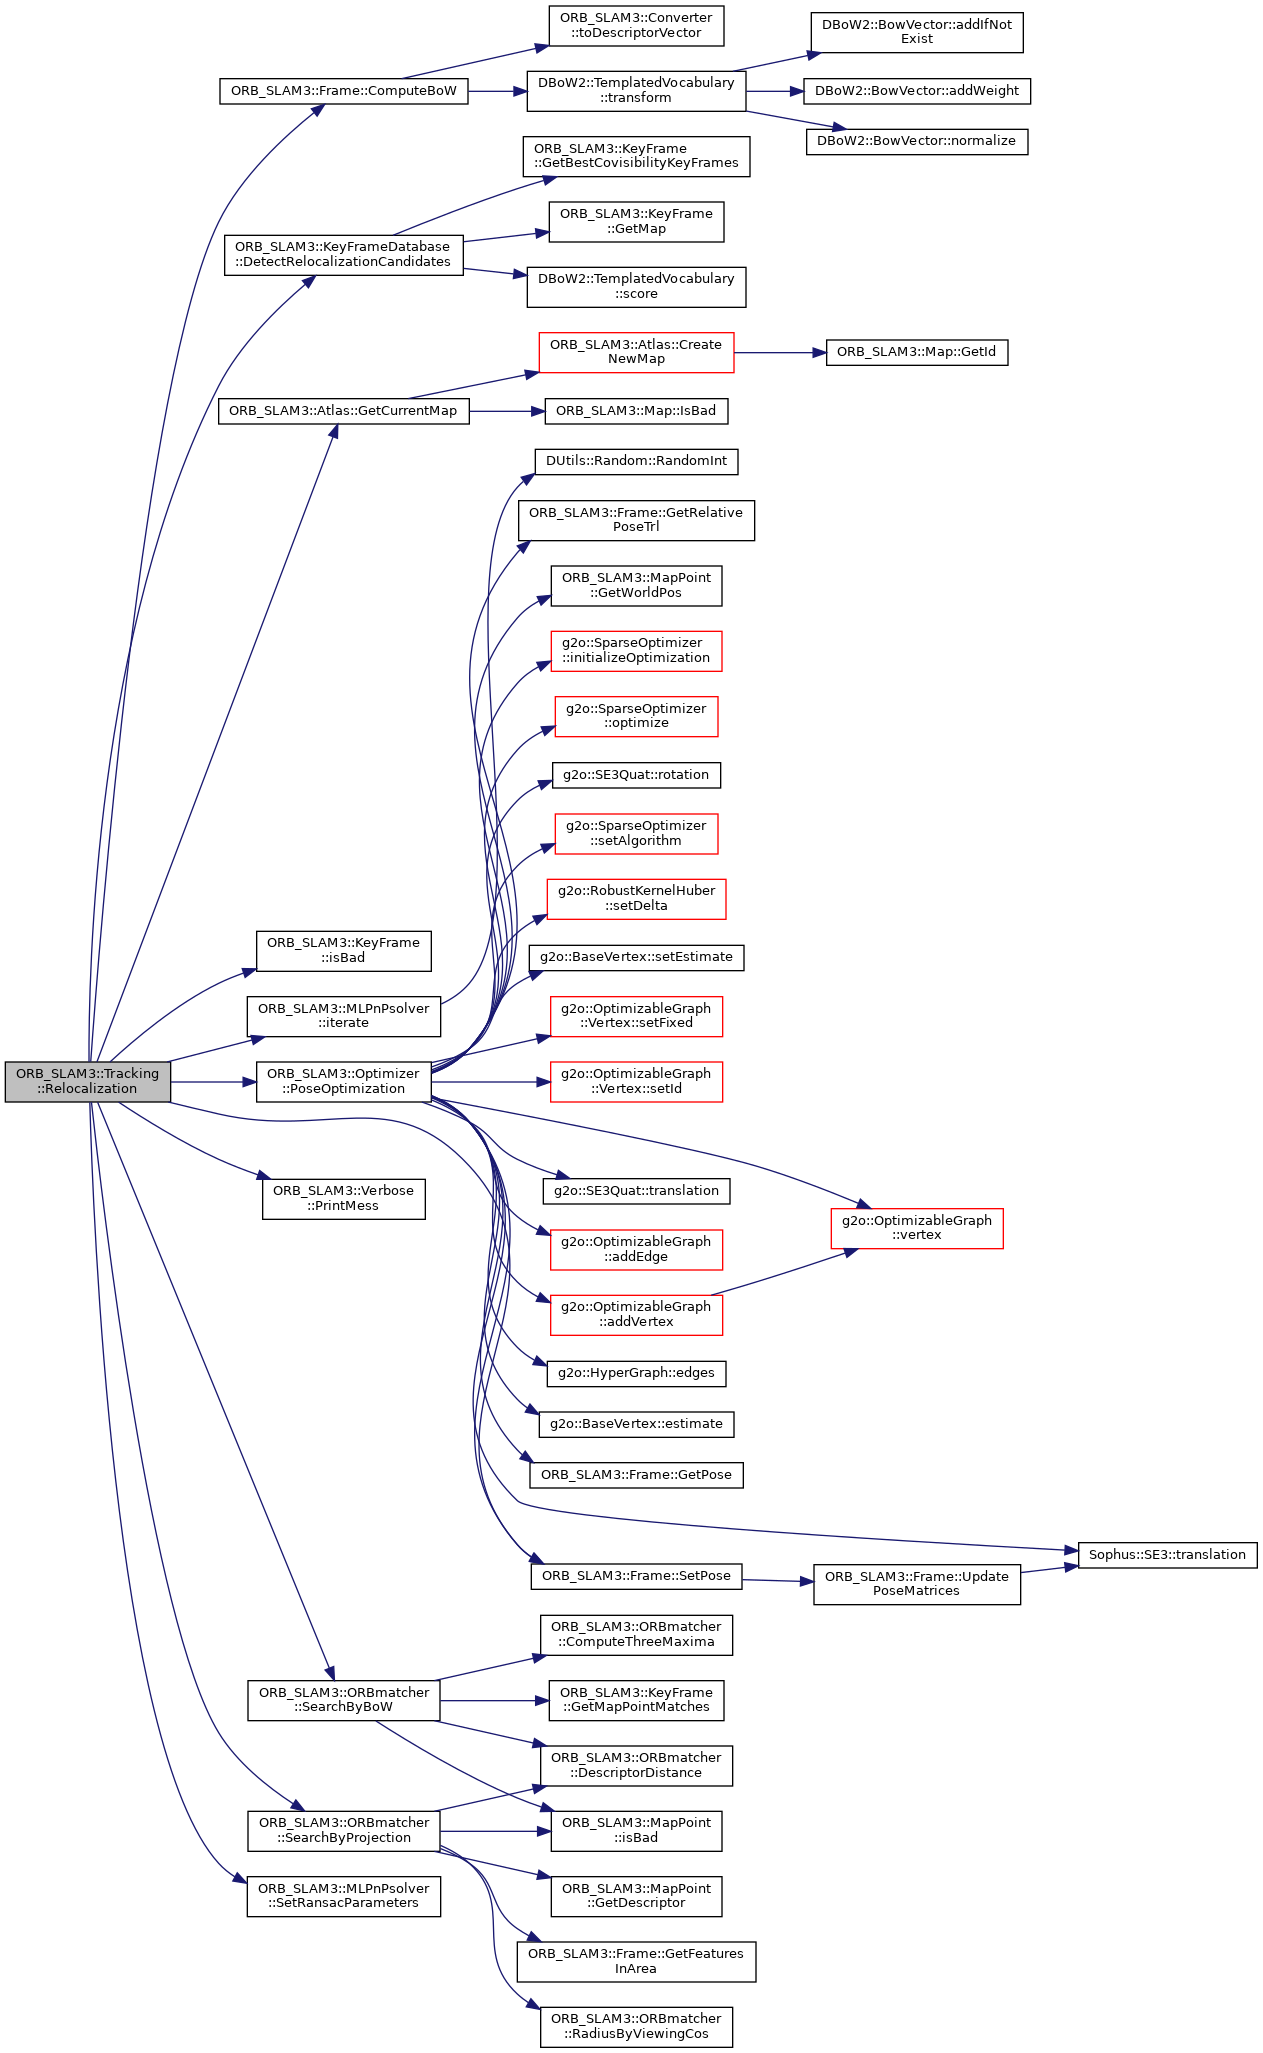 ORB_SLAM3::Tracking
::Relocalization
ORB_SLAM3::Frame::ComputeBoW
ORB_SLAM3::KeyFrameDatabase
::DetectRelocalizationCandidates
ORB_SLAM3::Atlas::GetCurrentMap
ORB_SLAM3::KeyFrame
::isBad
ORB_SLAM3::MLPnPsolver
::iterate
ORB_SLAM3::Optimizer
::PoseOptimization
ORB_SLAM3::Verbose
::PrintMess
ORB_SLAM3::ORBmatcher
::SearchByBoW
ORB_SLAM3::ORBmatcher
::SearchByProjection
ORB_SLAM3::MLPnPsolver
::SetRansacParameters
ORB_SLAM3::Converter
::toDescriptorVector
DBoW2::TemplatedVocabulary
::transform
ORB_SLAM3::KeyFrame
::GetBestCovisibilityKeyFrames
ORB_SLAM3::KeyFrame
::GetMap
DBoW2::TemplatedVocabulary
::score
ORB_SLAM3::Atlas::Create
NewMap
ORB_SLAM3::Map::IsBad
DUtils::Random::RandomInt
ORB_SLAM3::Frame::GetRelative
PoseTrl
ORB_SLAM3::MapPoint
::GetWorldPos
g2o::SparseOptimizer
::initializeOptimization
g2o::SparseOptimizer
::optimize
g2o::SE3Quat::rotation
g2o::SparseOptimizer
::setAlgorithm
g2o::RobustKernelHuber
::setDelta
g2o::BaseVertex::setEstimate
g2o::OptimizableGraph
::Vertex::setFixed
g2o::OptimizableGraph
::Vertex::setId
g2o::SE3Quat::translation
g2o::OptimizableGraph
::addEdge
g2o::OptimizableGraph
::addVertex
g2o::HyperGraph::edges
g2o::BaseVertex::estimate
ORB_SLAM3::Frame::GetPose
ORB_SLAM3::Frame::SetPose
ORB_SLAM3::ORBmatcher
::ComputeThreeMaxima
ORB_SLAM3::KeyFrame
::GetMapPointMatches
ORB_SLAM3::ORBmatcher
::DescriptorDistance
ORB_SLAM3::MapPoint
::isBad
ORB_SLAM3::MapPoint
::GetDescriptor
ORB_SLAM3::Frame::GetFeatures
InArea
ORB_SLAM3::ORBmatcher
::RadiusByViewingCos
DBoW2::BowVector::addIfNot
Exist
DBoW2::BowVector::addWeight
DBoW2::BowVector::normalize
ORB_SLAM3::Map::GetId
g2o::OptimizableGraph
::vertex
ORB_SLAM3::Frame::Update
PoseMatrices
Sophus::SE3::translation